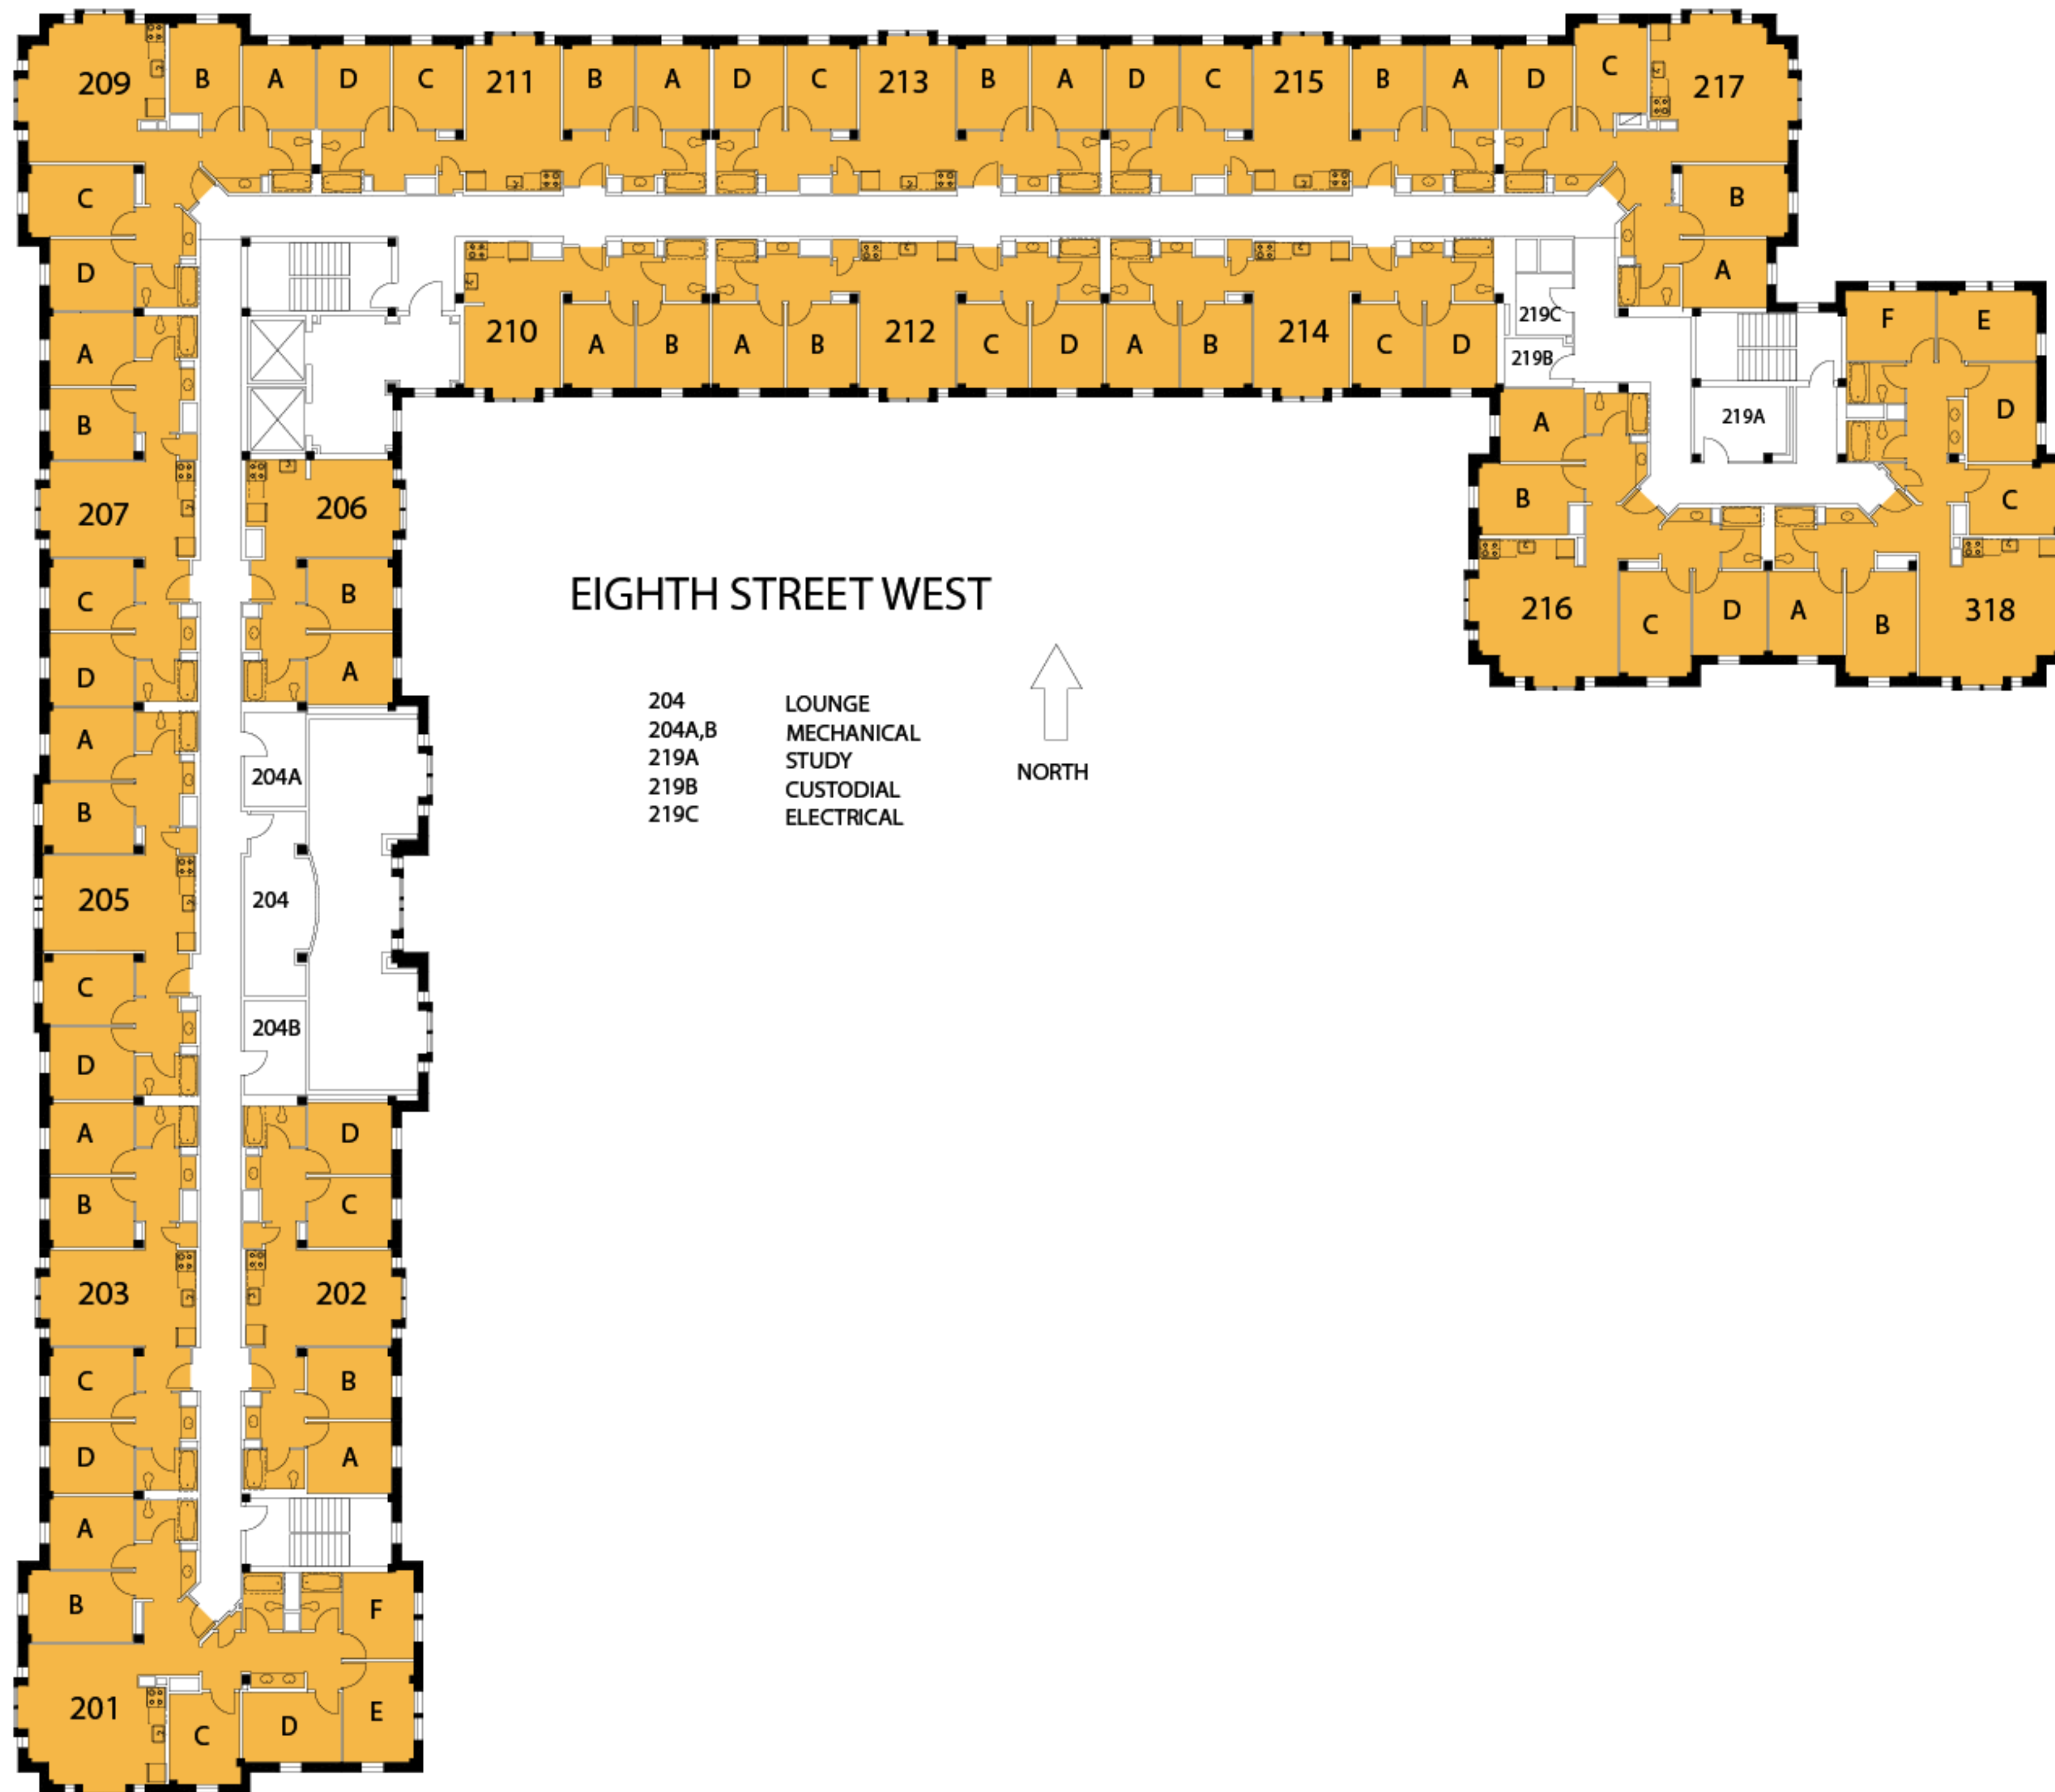 209 B A D C 211 B A D C 213 B A D C 215 B A D C 217
C B
D A
219C
F E
A 210 A B A B 212 C D A B 214 C D 219B
B A 219A D
207 206 B C
C B 216 C D A B 318
D A
EIGHTH STREET WEST
204 LOUNGE
204A,B MECHANICAL
219A STUDY
219B CUSTODIAL
219C ELECTRICAL
NORTH
A 204A
B
205 204
C
D 204B
A D
B C
203 202
C B
D A
A
B F
201 C D E